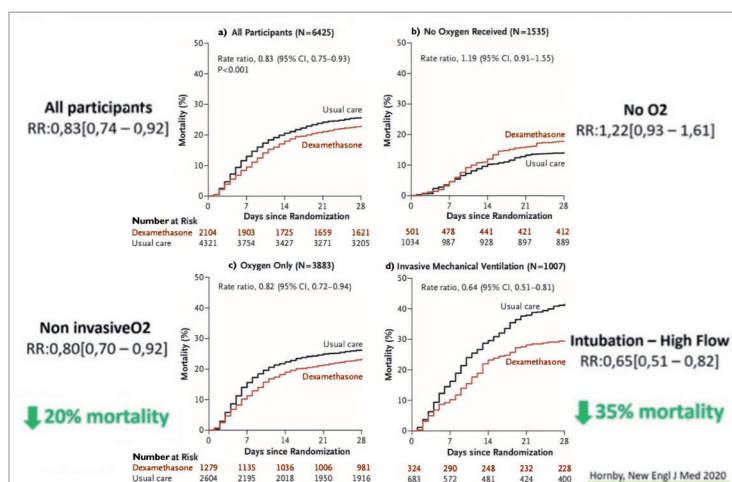 a) All Participants (N=6425)
Rate ratio, 0.83 (95% CI, 0.75–0.93)
P<0.001
Mortality (%)
50
40
30
20
10
0
0 7 14 21 28
Usual care
Dexamethasone
Days since Randomization
Number at Risk
Dexamethasone 2104 1903 1725 1659 1621
Usual care 4321 3754 3427 3271 3205
All participants
RR:0,83[0,74 – 0,92]
b) No Oxygen Received (N=1535)
Rate ratio, 1.19 (95% CI, 0.91–1.55)
Mortality (%)
50
40
30
20
10
0
0 7 14 21 28
Dexamethasone
Usual care
Days since Randomization
501 478 441 421 412
1034 987 928 897 889
No O2
RR:1,22[0,93 – 1,61]
c) Oxygen Only (N=3883)
Rate ratio, 0.82 (95% CI, 0.72–0.94)
Mortality (%)
50
40
30
20
10
0
0 7 14 21 28
Usual care
Dexamethasone
Days since Randomization
Number at Risk
Dexamethasone 1279 1135 1036 1006 981
Usual care 2604 2195 2018 1950 1916
Non invasiveO2
RR:0,80[0,70 – 0,92]
20% mortality
d) Invasive Mechanical Ventilation (N=1007)
Rate ratio, 0.64 (95% CI, 0.51–0.81)
Mortality (%)
50
40
30
20
10
0
0 7 14 21 28
Usual care
Dexamethasone
Days since Randomization
324 290 248 232 228
683 572 481 424 400
Intubation – High Flow
RR:0,65[0,51 – 0,82]
35% mortality
Hornby, New Engl J Med 2020